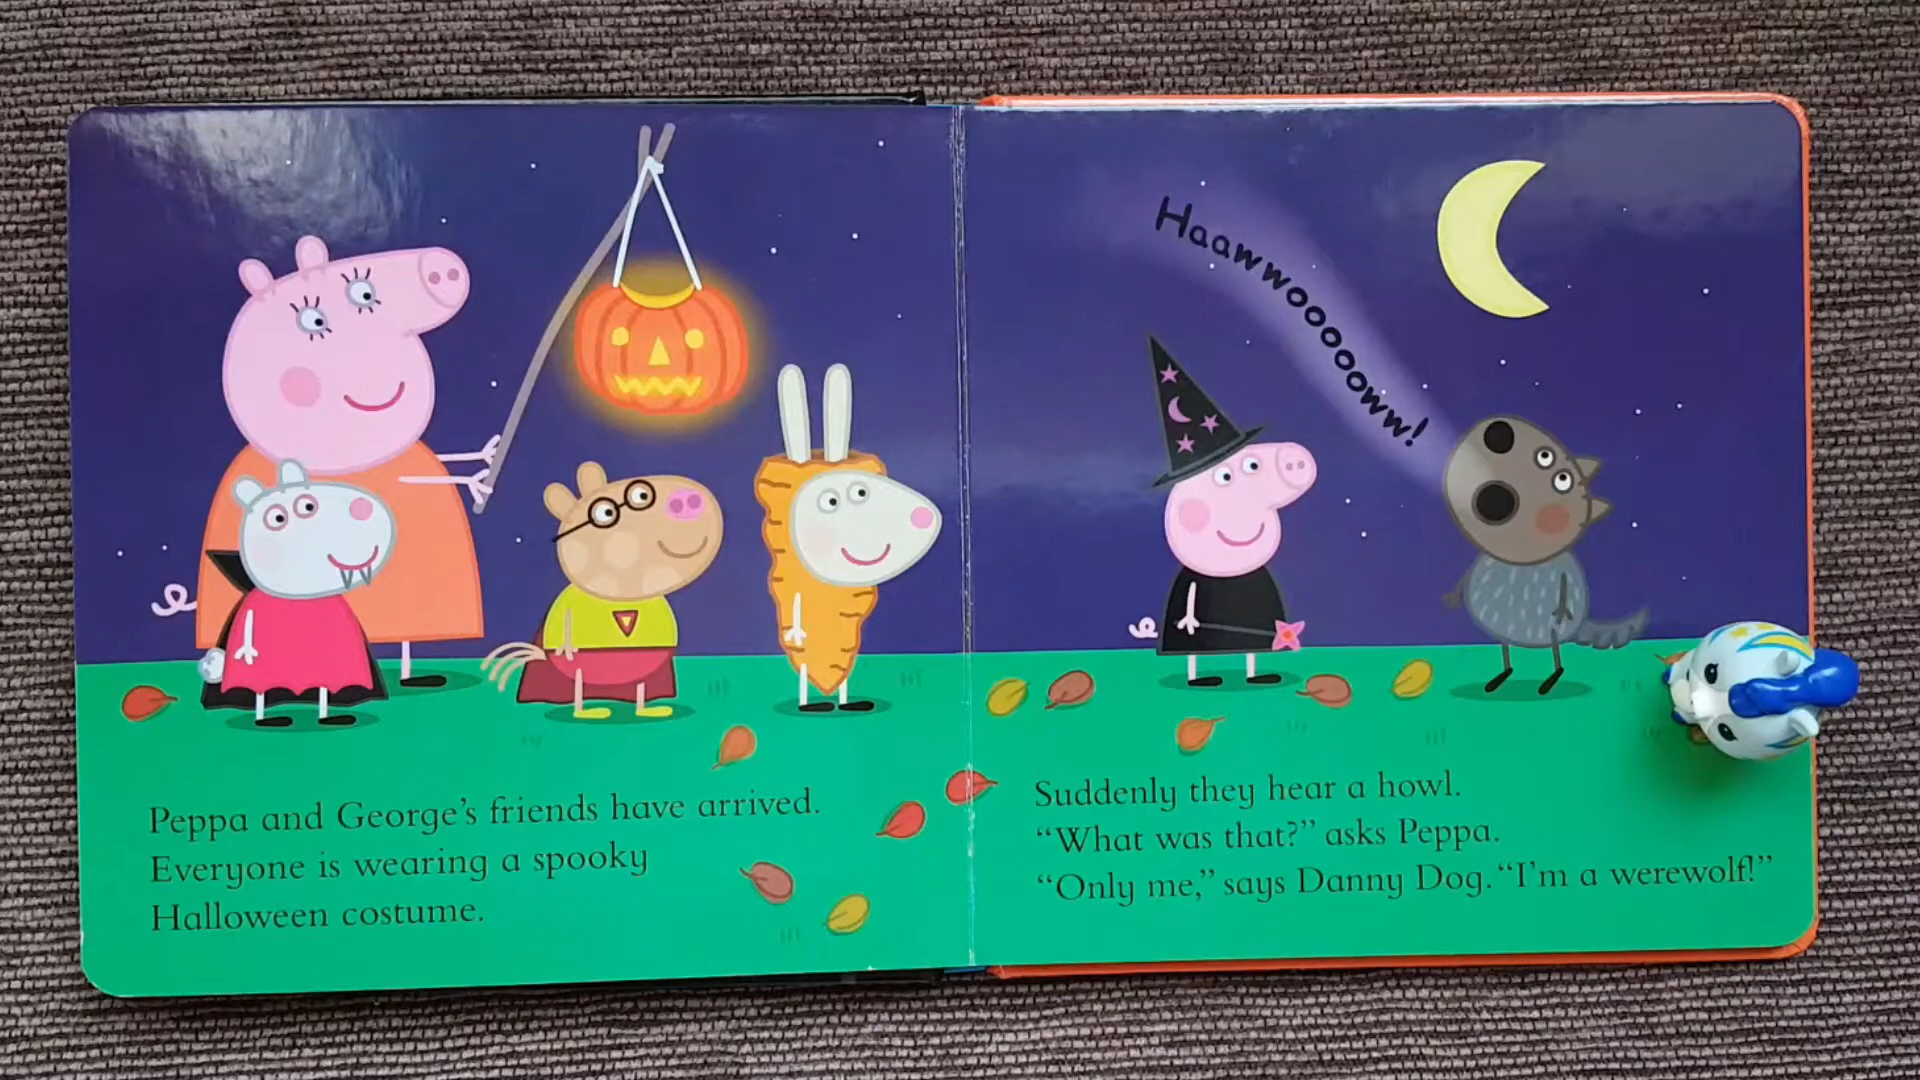 Peppa and George's friends have arrived.
Everyone is wearing a spooky
Halloween costume.
Haawwooooooww!
Suddenly they hear a howl.
“What was that?” asks Peppa.
“Only me,” says Danny Dog. “I'm a werewolf!”